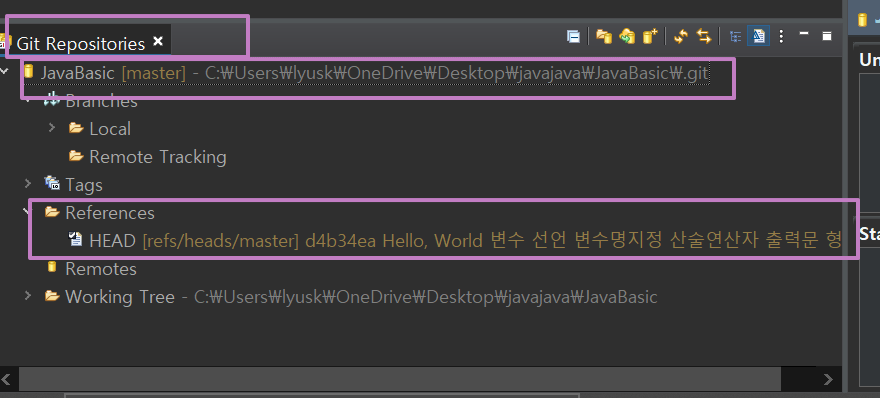 Git Repositories ×
JavaBasic [master] - C:₩Users₩lyusk₩OneDrive₩Desktop₩javajava₩JavaBasic₩.git
Un
Branches
Local
Remote Tracking
Tags
References
HEAD [refs/heads/master] d4b34ea Hello, World 변수 선언 변수명지정 산술연산자 출력문 형
Sta
Remotes
Working Tree - C:₩Users₩lyusk₩OneDrive₩Desktop₩javajava₩JavaBasic